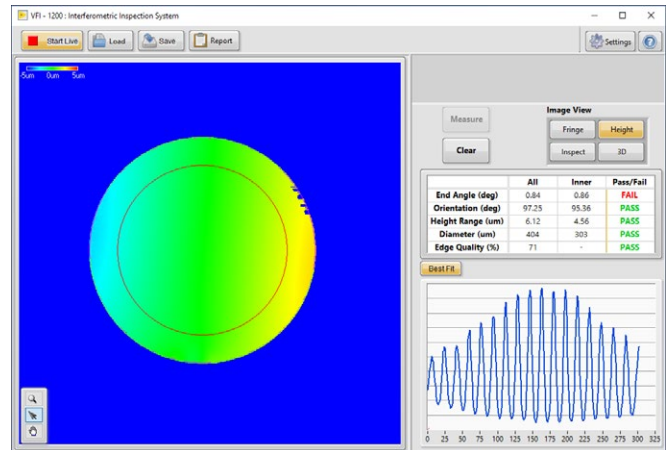 VFI - 1200 : Interferometric Inspection System
Start Live Load Save Report Settings
-5um 0um 5um
Measure
Clear
Image View
Fringe Height
Inspect 3D
All Inner Pass/Fail
End Angle (deg) 0.84 0.86 FAIL
Orientation (deg) 97.25 95.36 PASS
Height Range (um) 6.12 4.56 PASS
Diameter (um) 404 303 PASS
Edge Quality (%) 71 - PASS
Best Fit
0 25 50 75 100 125 150 175 200 225 250 275 300 325